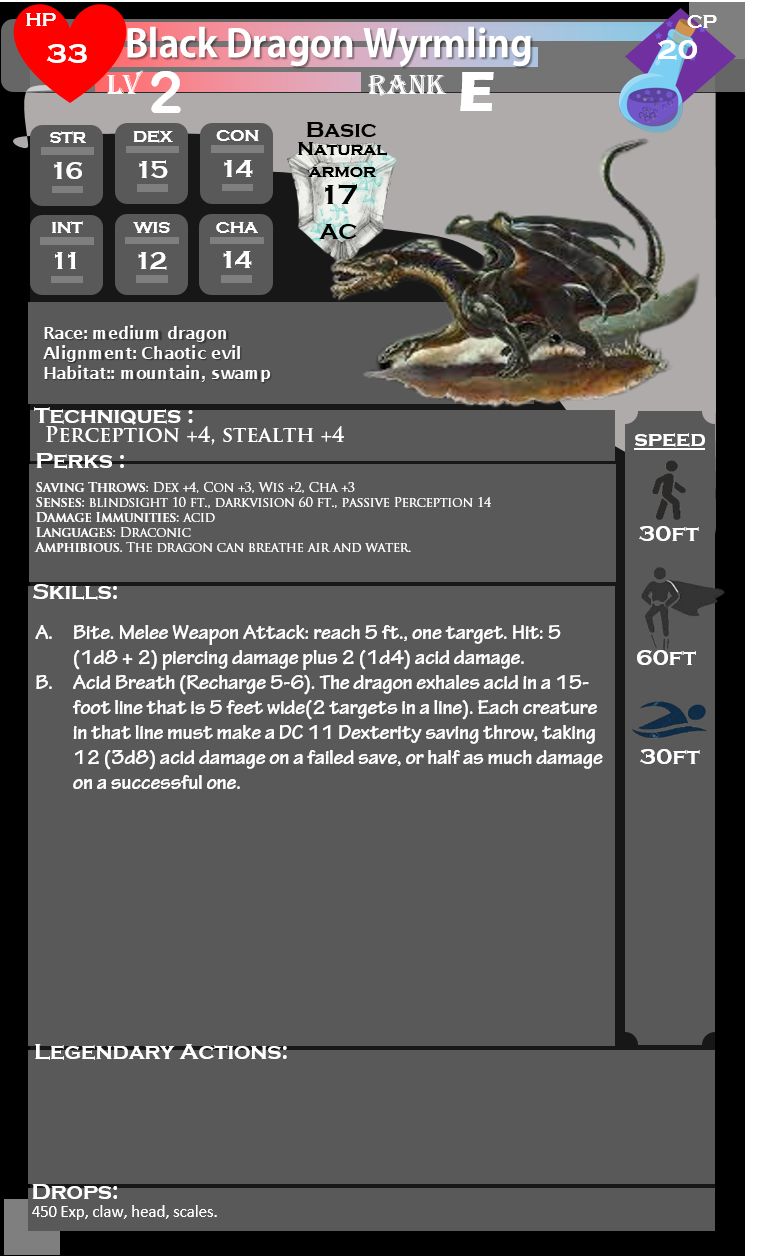 HP
33
Black Dragon Wyrmling
CP
20
LV 2
RANK E
STR
16
DEX
15
CON
14
INT
11
WIS
12
CHA
14
BASIC
NATURAL
ARMOR
17
AC
Race: medium dragon
Alignment: Chaotic evil
Habitat:: mountain, swamp
TECHNIQUES :
PERCEPTION +4, STEALTH +4
PERKS :
SAVING THROWS: DEX +4, CON +3, WIS +2, CHA +3
SENSES: BLINDSIGHT 10 FT., DARKVISION 60 FT., PASSIVE PERCEPTION 14
DAMAGE IMMUNITIES: ACID
LANGUAGES: DRACONIC
AMPHIBIOUS. THE DRAGON CAN BREATHE AIR AND WATER.
SPEED
30FT
60FT
30FT
SKILLS:
A. Bite. Melee Weapon Attack: reach 5 ft., one target. Hit: 5
(1d8 + 2) piercing damage plus 2 (1d4) acid damage.
B. Acid Breath (Recharge 5-6). The dragon exhales acid in a 15-
foot line that is 5 feet wide(2 targets in a line). Each creature
in that line must make a DC 11 Dexterity saving throw, taking
12 (3d8) acid damage on a failed save, or half as much damage
on a successful one.
LEGENDARY ACTIONS:
DROPS:
450 Exp, claw, head, scales.